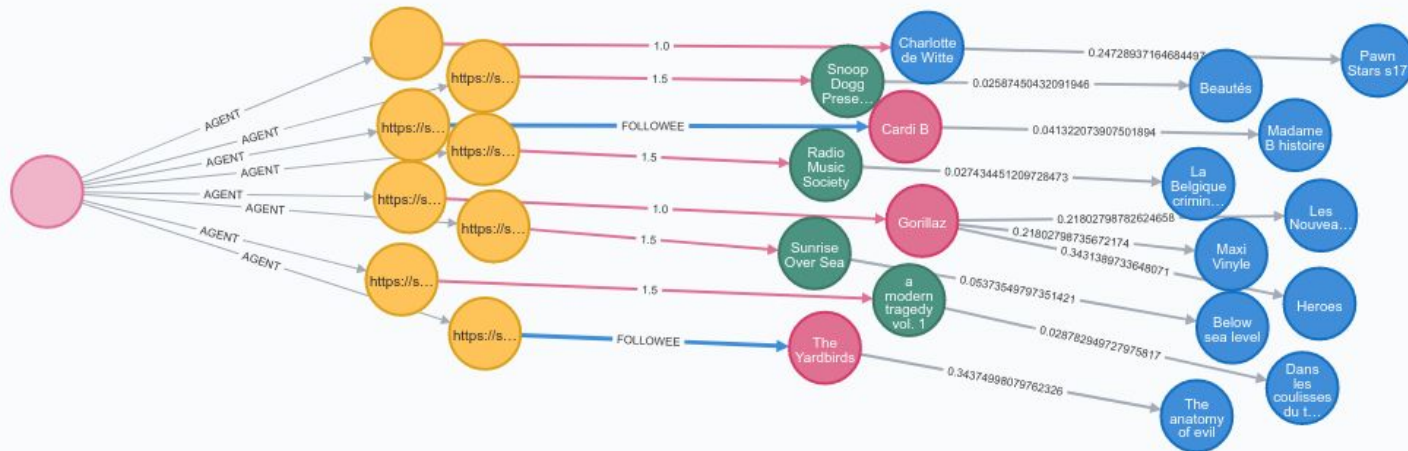 AGENT
AGENT
AGENT
AGENT
AGENT
AGENT
AGENT
AGENT
https://s…
https://s…
https://s…
https://s…
https://s…
https://s…
https://s…
1.0
1.5
FOLLOWEE
1.5
1.0
1.5
1.5
FOLLOWEE
Charlotte
de Witte
Snoop
Dogg
Prese…
Cardi B
Radio
Music
Society
Gorillaz
Sunrise
Over Sea
a
modern
tragedy
vol. 1
The
Yardbirds
0.02587450432091946
0.041322073907501894
0.027434451209728473
0.21802798782624658
0.21802798735672174
0.3431389733648071
0.05373549797351421
0.028782949727975817
0.34374998079762326
Pawn
Stars s17
Beautés
Madame
B histoire
La
Belgique
crimin…
Les
Nouvea…
Maxi
Vinyle
Heroes
Below
sea level
Dans
les
coulisses
du t…
The
anatomy
of evil